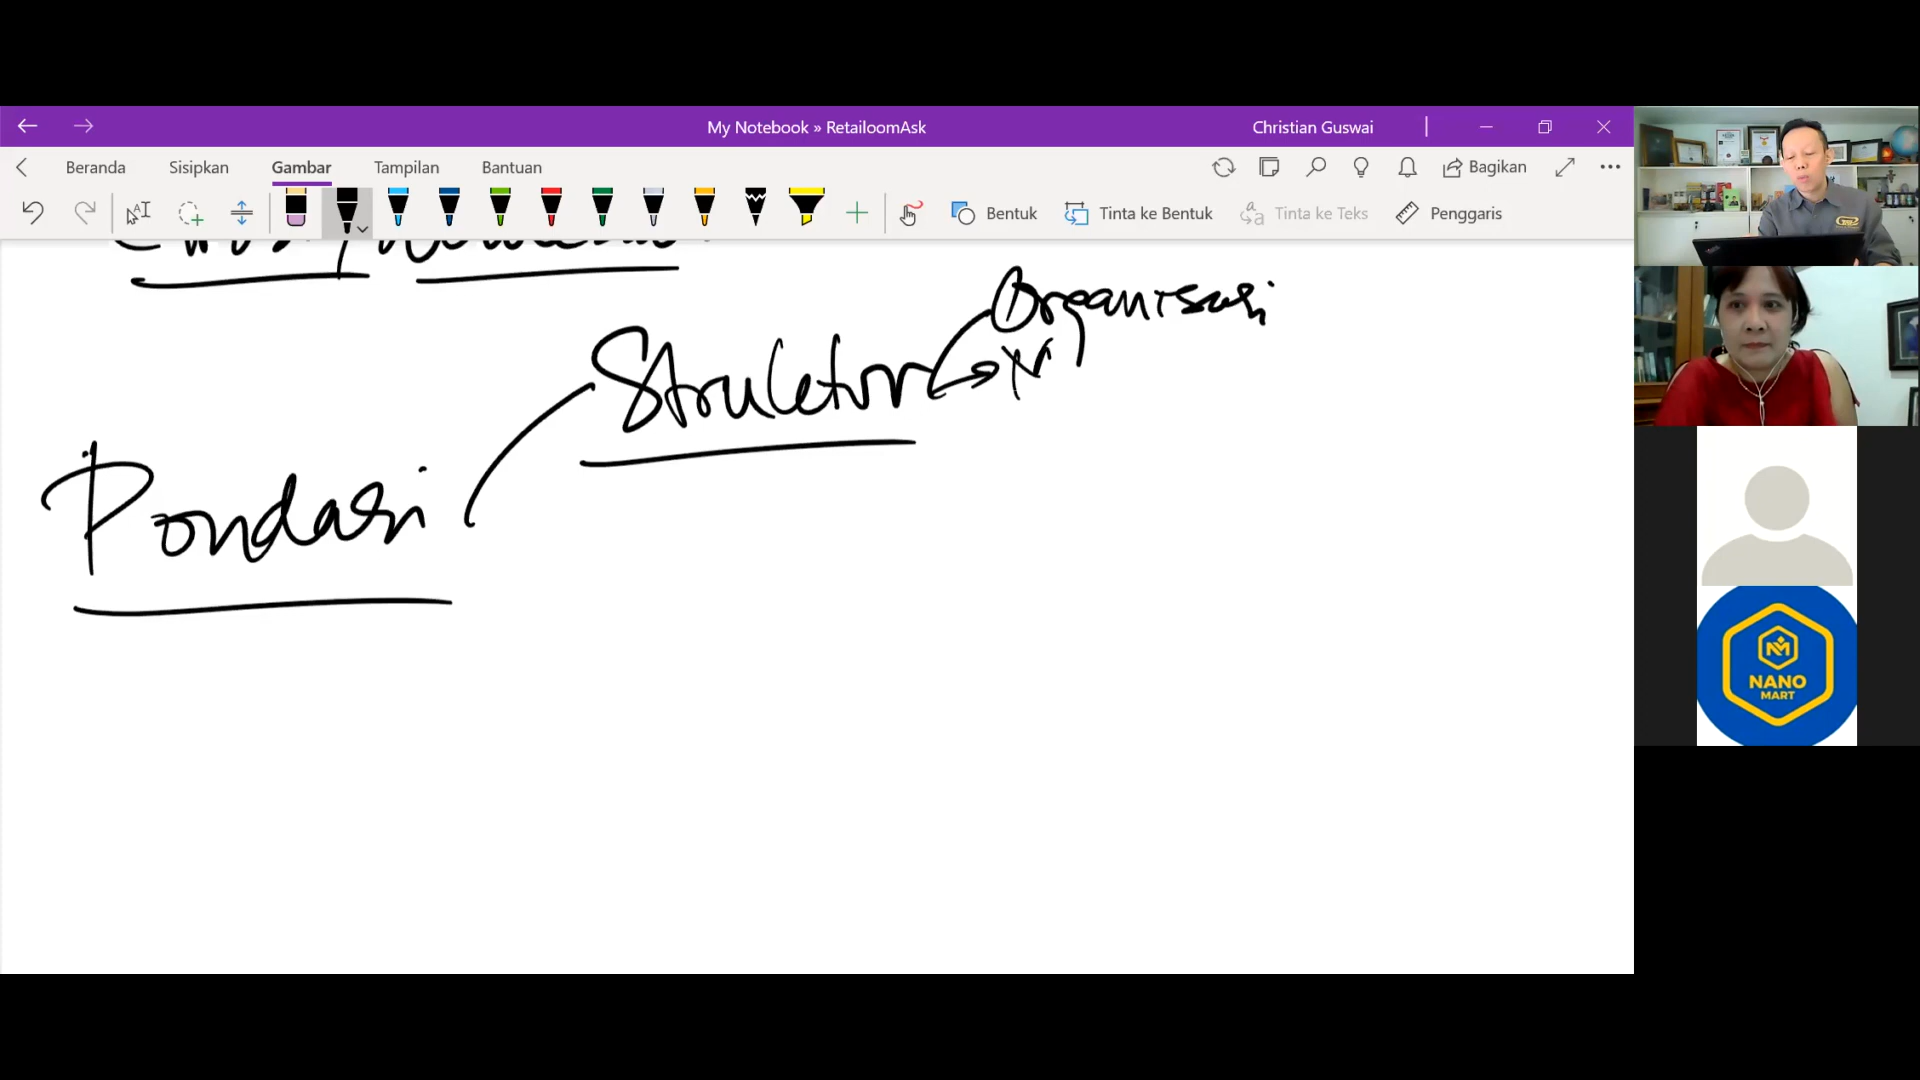 My Notebook » RetailoomAsk
Christian Guswai
Beranda Sisipkan Gambar Tampilan Bantuan
Bagikan
Bentuk Tinta ke Bentuk Tinta ke Teks Penggaris
Organisasi
Struktur
Pondasi
NANO
MART